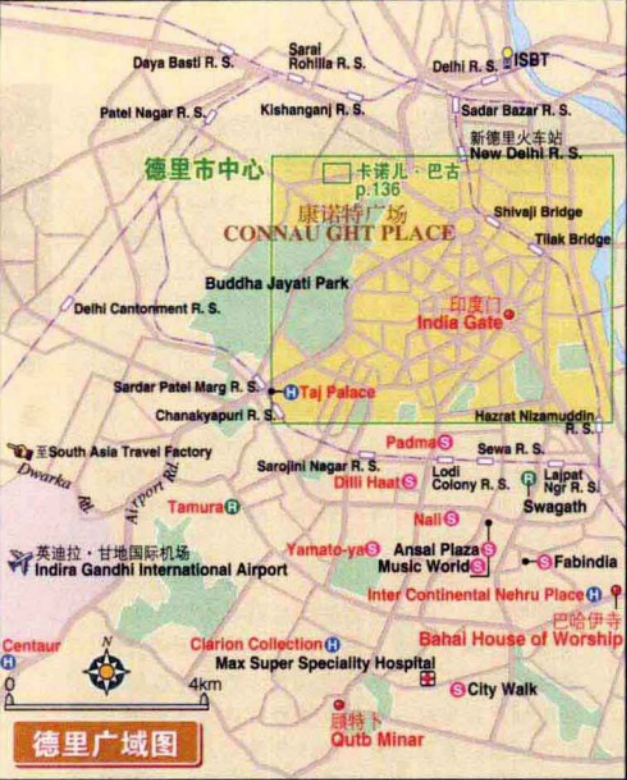 Daya Basti R. S.
Sarai
Rohilla R. S.
Delhi R. S.
ISBT
Patel Nagar R. S.
Kishanganj R. S.
Sadar Bazar R. S.
新德里火车站
New Delhi R. S.
德里市中心
卡诺儿·巴古
p.136
康诺特广场
CONNAU GHT PLACE
Shivaji Bridge
Tilak Bridge
Buddha Jayati Park
Delhi Cantonment R. S.
印度门
India Gate
Sardar Patel Marg R. S.
H Taj Palace
Chanakyapuri R. S.
Hazrat Nizamuddin
R. S.
Padma S
Sewa R. S.
至South Asia Travel Factory
Sarojini Nagar R. S.
Lodi
Colony R. S.
Lajpat
Ngr R. S.
Dwarka Rd.
Airport Rd.
Dilli Haat S
R
Swagath
Tamura R
Nali S
英迪拉·甘地国际机场
Indira Gandhi International Airport
Yamato-ya S
Ansal Plaza S
Music World S
S Fabindia
Inter Continental Nehru Place H
巴哈伊寺
Bahai House of Worship
Centaur
H
N
Clarion Collection H
Max Super Speciality Hospital
0 4km
S City Walk
顾特卜
Qutb Minar
德里广域图